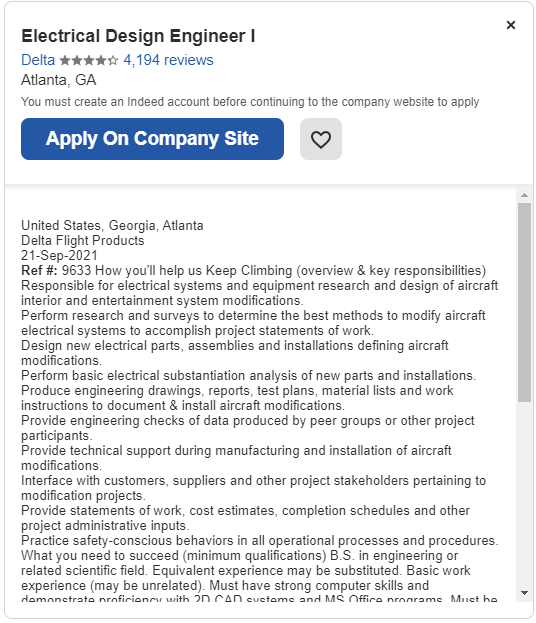 Electrical Design Engineer I
×
Delta ★★★★☆ 4,194 reviews
Atlanta, GA
You must create an Indeed account before continuing to the company website to apply
Apply On Company Site
United States, Georgia, Atlanta
Delta Flight Products
21-Sep-2021
Ref #: 9633 How you'll help us Keep Climbing (overview & key responsibilities)
Responsible for electrical systems and equipment research and design of aircraft
interior and entertainment system modifications.
Perform research and surveys to determine the best methods to modify aircraft
electrical systems to accomplish project statements of work.
Design new electrical parts, assemblies and installations defining aircraft
modifications.
Perform basic electrical substantiation analysis of new parts and installations.
Produce engineering drawings, reports, test plans, material lists and work
instructions to document & install aircraft modifications.
Provide engineering checks of data produced by peer groups or other project
participants.
Provide technical support during manufacturing and installation of aircraft
modifications.
Interface with customers, suppliers and other project stakeholders pertaining to
modification projects.
Provide statements of work, cost estimates, completion schedules and other
project administrative inputs.
Practice safety-conscious behaviors in all operational processes and procedures.
What you need to succeed (minimum qualifications) B.S. in engineering or
related scientific field. Equivalent experience may be substituted. Basic work
experience (may be unrelated). Must have strong computer skills and
demonstrate proficiency with 2D CAD systems and MS Office programs. Must be